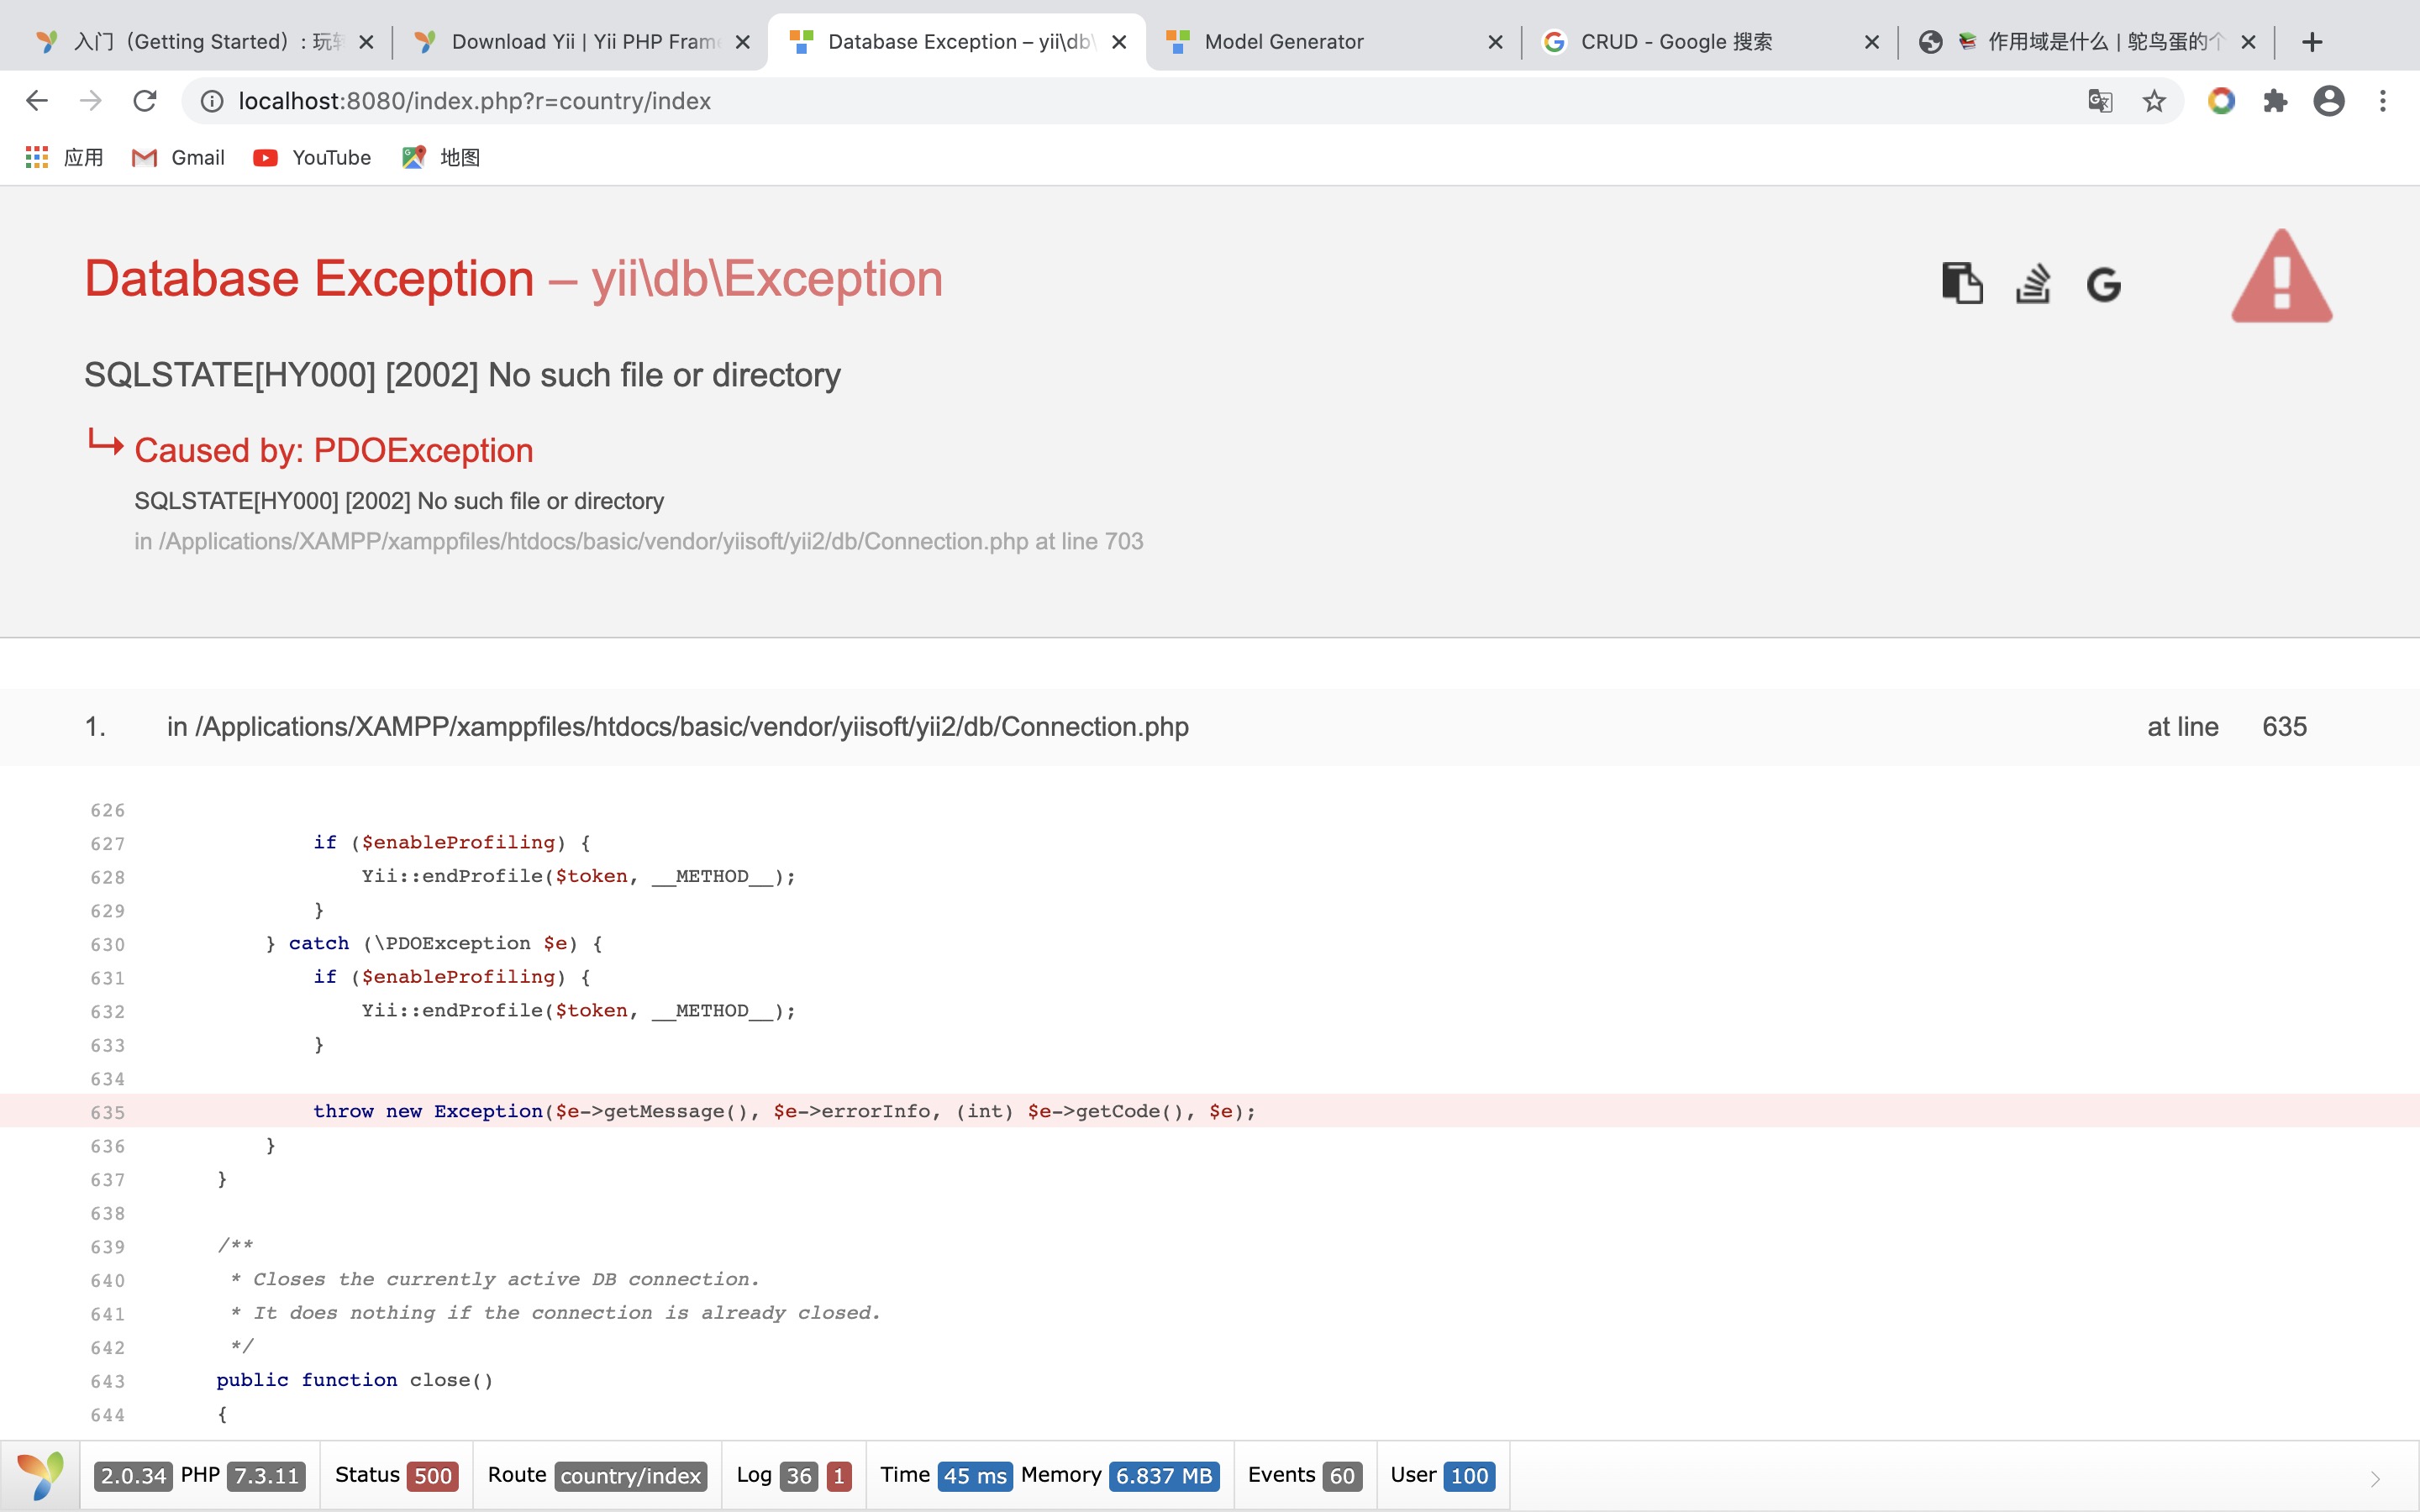 入门（Getting Started）: 玩转
Download Yii | Yii PHP Frame
Database Exception – yii\db\
Model Generator
CRUD - Google 搜索
作用域是什么 | 鸵鸟蛋的个
localhost:8080/index.php?r=country/index
应用
Gmail
YouTube
地图
Database Exception – yii\db\Exception
SQLSTATE[HY000] [2002] No such file or directory
Caused by: PDOException
SQLSTATE[HY000] [2002] No such file or directory
in /Applications/XAMPP/xamppfiles/htdocs/basic/vendor/yiisoft/yii2/db/Connection.php at line 703
1. in /Applications/XAMPP/xamppfiles/htdocs/basic/vendor/yiisoft/yii2/db/Connection.php at line 635
626
627 if ($enableProfiling) {
628 Yii::endProfile($token, __METHOD__);
629 }
630 } catch (\PDOException $e) {
631 if ($enableProfiling) {
632 Yii::endProfile($token, __METHOD__);
633 }
634
635 throw new Exception($e->getMessage(), $e->errorInfo, (int) $e->getCode(), $e);
636 }
637 }
638
639 /**
640 * Closes the currently active DB connection.
641 * It does nothing if the connection is already closed.
642 */
643 public function close()
644 {
2.0.34 PHP 7.3.11 Status 500 Route country/index Log 36 1 Time 45 ms Memory 6.837 MB Events 60 User 100